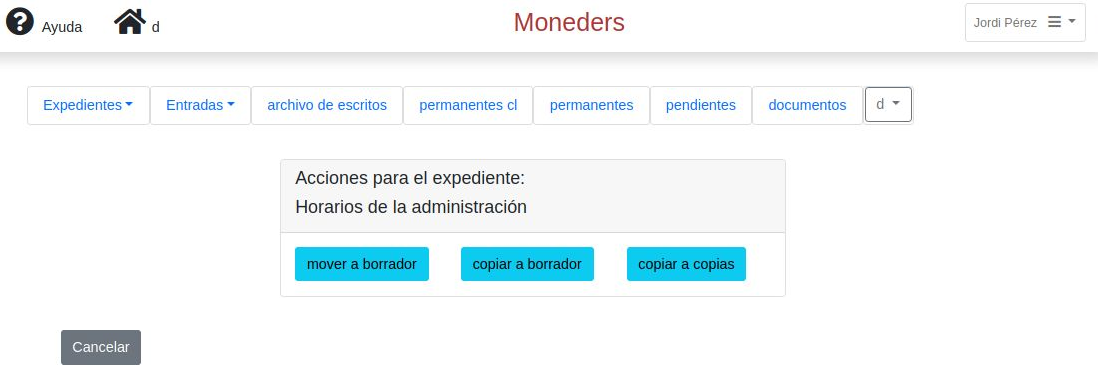 Ayuda
d
Moneders
Jordi Pérez
Expedientes
Entradas
archivo de escritos
permanentes cl
permanentes
pendientes
documentos
d
Acciones para el expediente:
Horarios de la administración
mover a borrador
copiar a borrador
copiar a copias
Cancelar